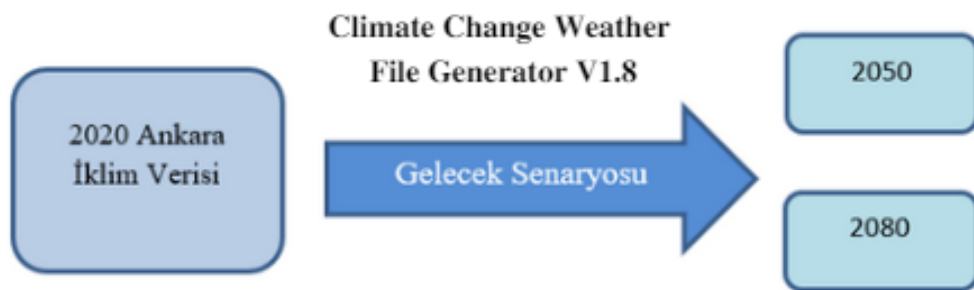 Climate Change Weather
File Generator V1.8
2020 Ankara
İklim Verisi
Gelecek Senaryosu
2050
2080